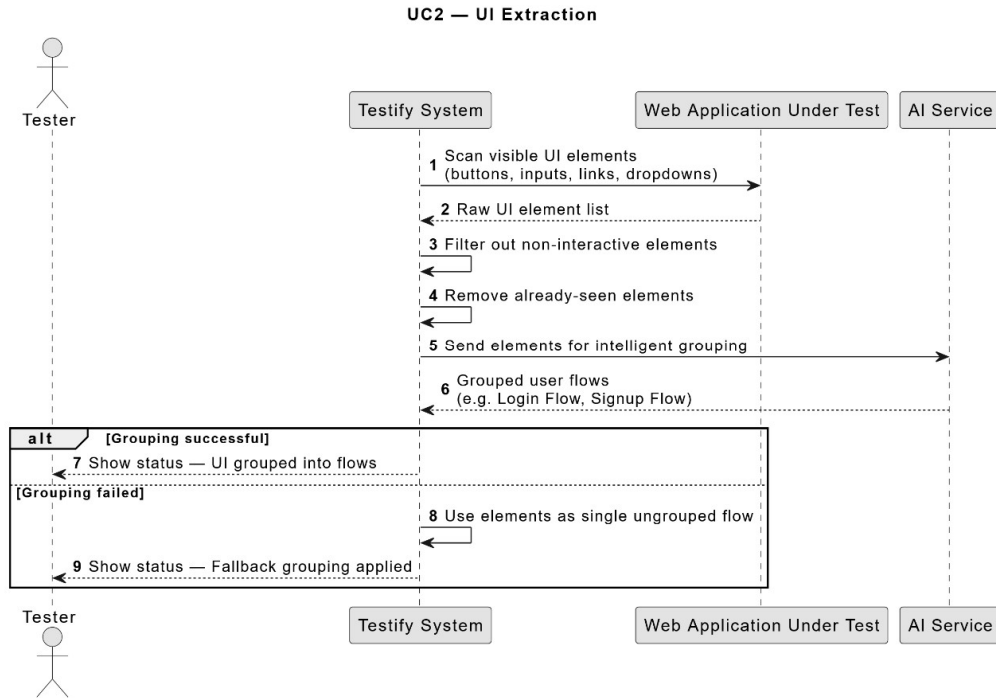 UC2 — UI Extraction
Tester
Testify System
Web Application Under Test
AI Service
1 Scan visible UI elements
(buttons, inputs, links, dropdowns)
2 Raw UI element list
3 Filter out non-interactive elements
4 Remove already-seen elements
5 Send elements for intelligent grouping
6 Grouped user flows
(e.g. Login Flow, Signup Flow)
alt [Grouping successful]
7 Show status — UI grouped into flows
[Grouping failed]
8 Use elements as single ungrouped flow
9 Show status — Fallback grouping applied
Tester
Testify System
Web Application Under Test
AI Service